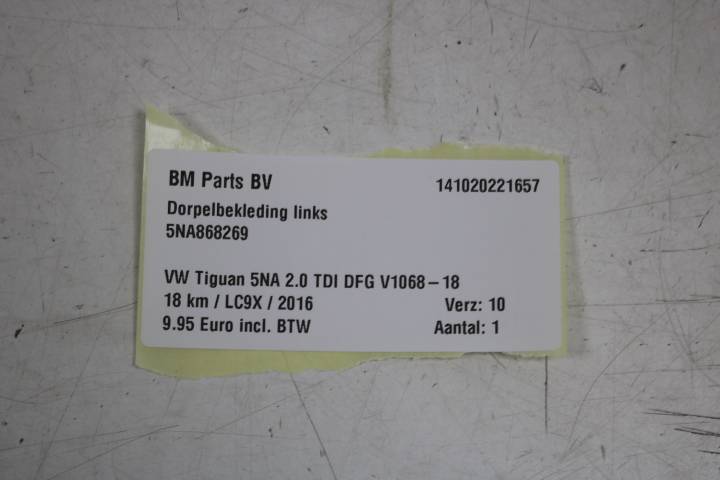 BM Parts BV 141020221657
Dorpelbekleding links
5NA868269
VW Tiguan 5NA 2.0 TDI DFG V1068-18
18 km / LC9X / 2016 Verz: 10
9.95 Euro incl. BTW Aantal: 1